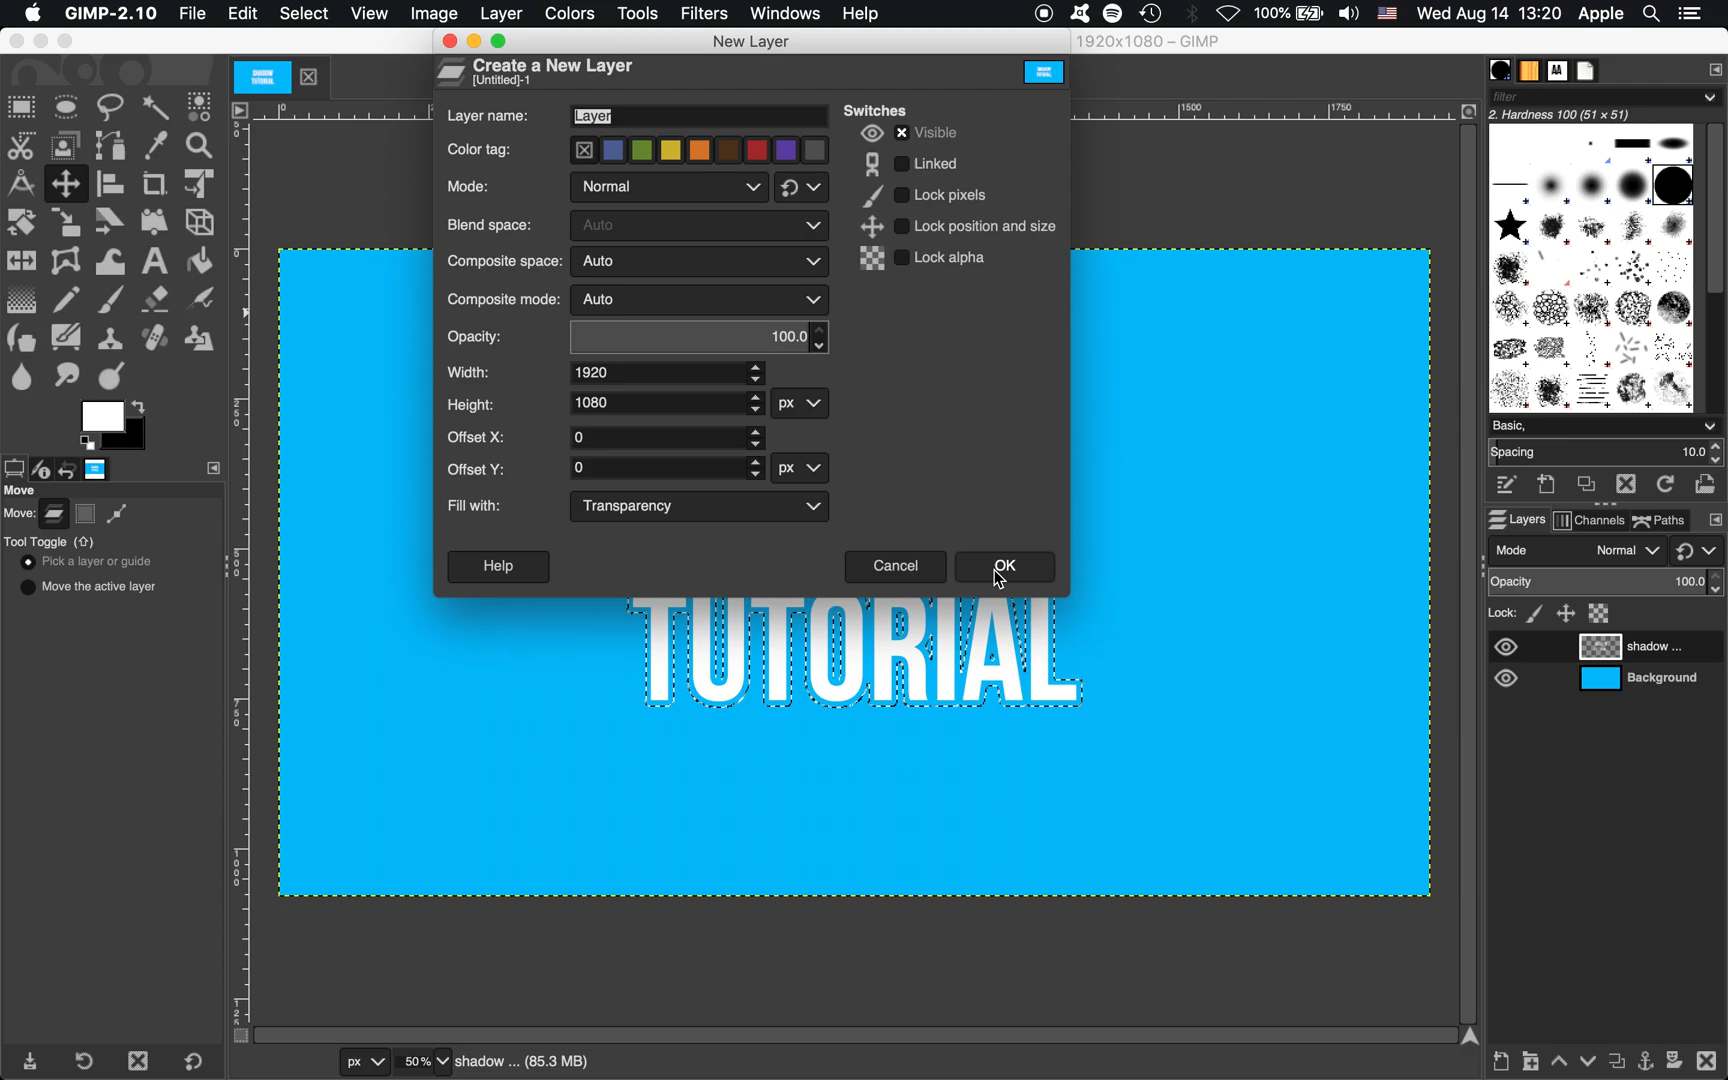 GIMP-2.10 File Edit Select View Image Layer Colors Tools Filters Windows Help 100% Wed Aug 14 13:20 Apple
New Layer 1920x1080 – GIMP
Create a New Layer
[Untitled]-1
Layer name: Layer
Color tag:
Mode: Normal
Blend space: Auto
Composite space: Auto
Composite mode: Auto
Opacity: 100.0
Width: 1920
Height: 1080 px
Offset X: 0
Offset Y: 0 px
Fill with: Transparency
Switches
Visible
Linked
Lock pixels
Lock position and size
Lock alpha
Help Cancel OK
TUTORIAL
0 1500 1750
Move
Move:
Tool Toggle (⇧)
Pick a layer or guide
Move the active layer
filter
2. Hardness 100 (51 × 51)
Basic,
Spacing 10.0
Layers Channels Paths
Mode Normal
Opacity 100.0
Lock:
shadow ...
Background
px 50% shadow ... (85.3 MB)